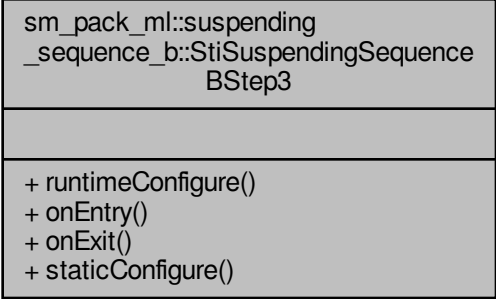 sm_pack_ml::suspending
_sequence_b::StiSuspendingSequence
BStep3
+ runtimeConfigure()
+ onEntry()
+ onExit()
+ staticConfigure()